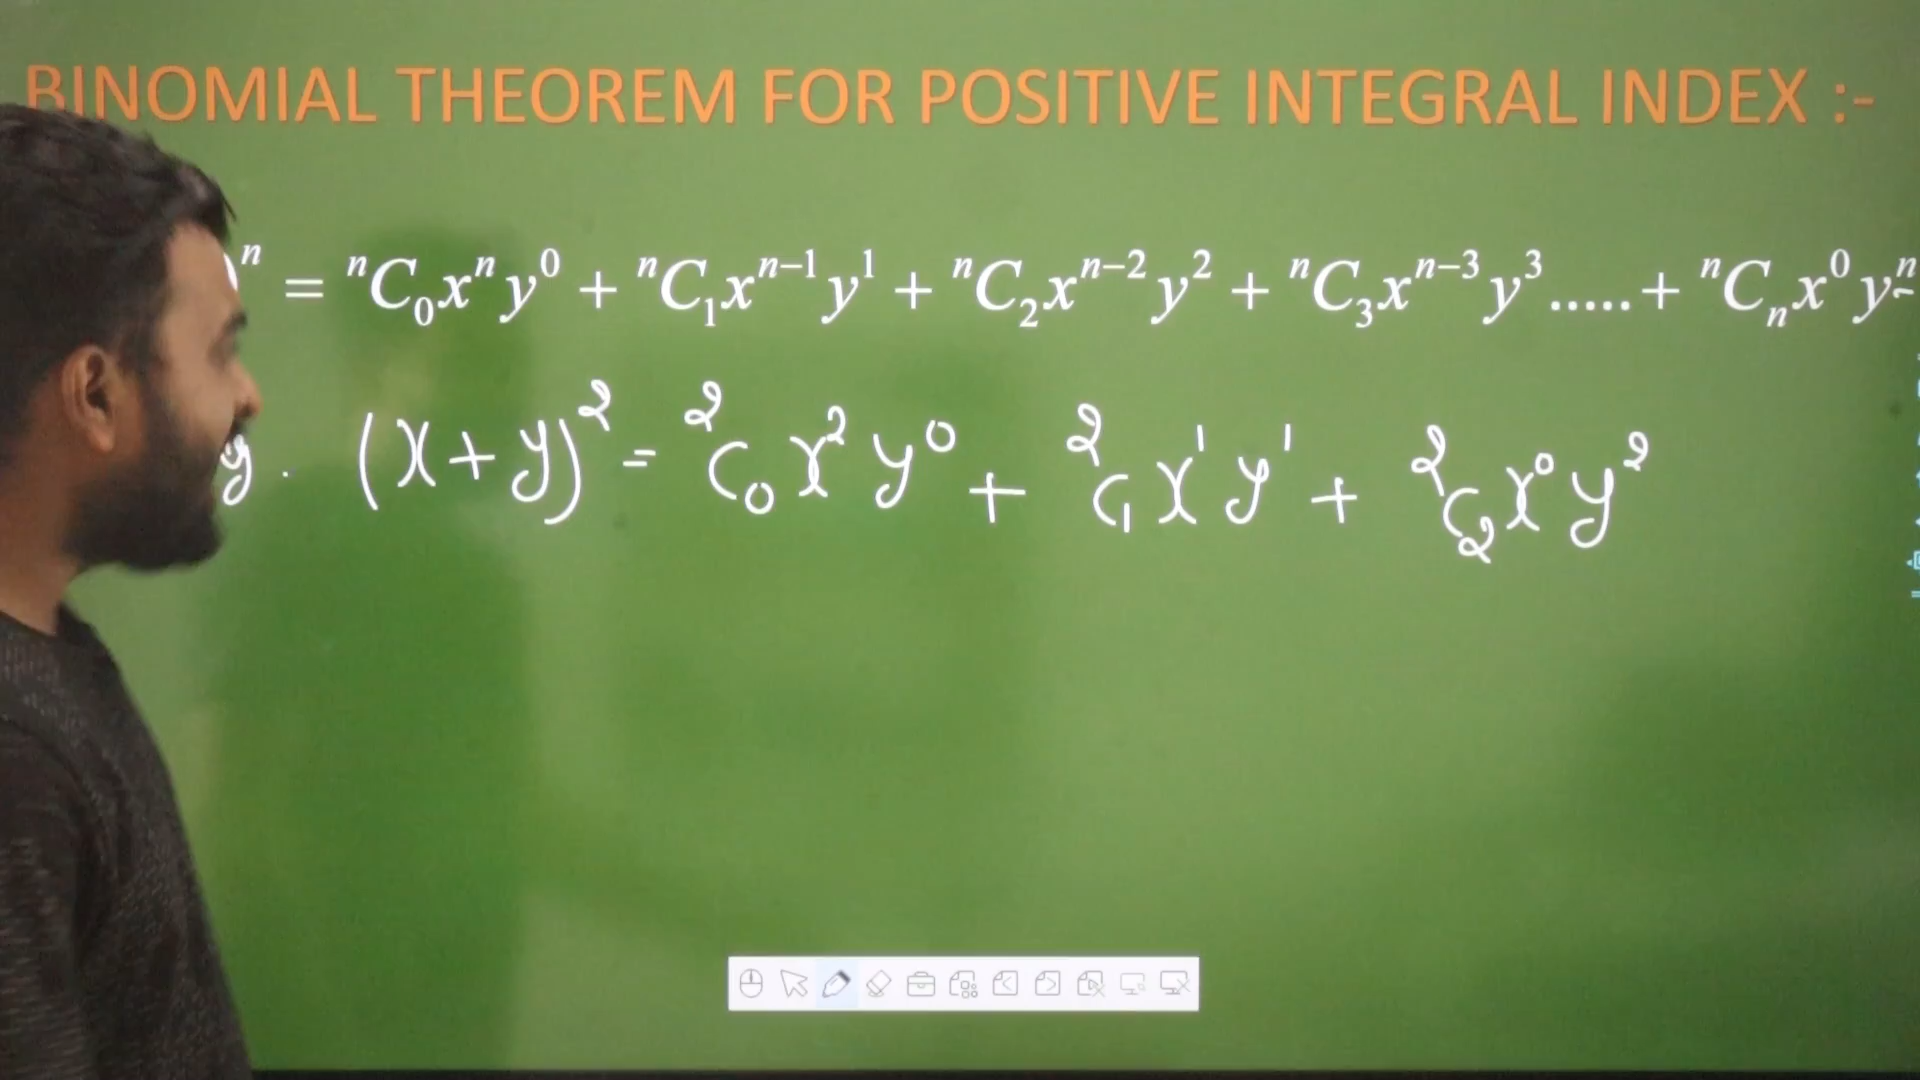 BINOMIAL THEOREM FOR POSITIVE INTEGRAL INDEX :-
)ⁿ = ⁿC₀xⁿy⁰ + ⁿC₁xⁿ⁻¹y¹ + ⁿC₂xⁿ⁻²y² + ⁿC₃xⁿ⁻³y³.....+ ⁿCₙx⁰yⁿ
g. (x+y)² = ²C₀x²y⁰ + ²C₁x¹y¹ + ²C₂x⁰y²